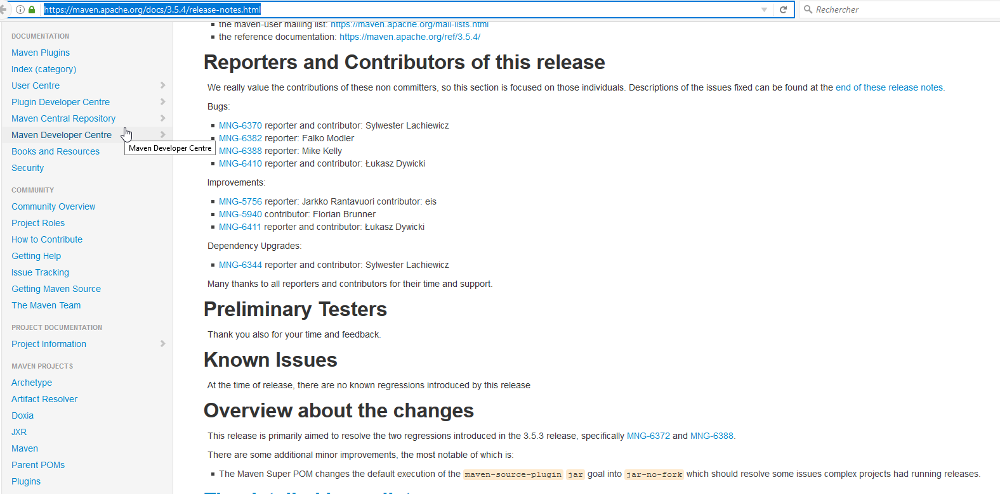 https://maven.apache.org/docs/3.5.4/release-notes.html
Rechercher
DOCUMENTATION
Maven Plugins
Index (category)
User Centre
Plugin Developer Centre
Maven Central Repository
Maven Developer Centre
Maven Developer Centre
Books and Resources
Security
COMMUNITY
Community Overview
Project Roles
How to Contribute
Getting Help
Issue Tracking
Getting Maven Source
The Maven Team
PROJECT DOCUMENTATION
Project Information
MAVEN PROJECTS
Archetype
Artifact Resolver
Doxia
JXR
Maven
Parent POMs
Plugins
the maven-user mailing list: https://maven.apache.org/mail-lists.html
the reference documentation: https://maven.apache.org/ref/3.5.4/
Reporters and Contributors of this release
We really value the contributions of these non committers, so this section is focused on those individuals. Descriptions of the issues fixed can be found at the end of these release notes.
Bugs:
MNG-6370 reporter and contributor: Sylwester Lachiewicz
MNG-6382 reporter: Falko Modler
MNG-6388 reporter: Mike Kelly
MNG-6410 reporter and contributor: Łukasz Dywicki
Improvements:
MNG-5756 reporter: Jarkko Rantavuori contributor: eis
MNG-5940 contributor: Florian Brunner
MNG-6411 reporter and contributor: Łukasz Dywicki
Dependency Upgrades:
MNG-6344 reporter and contributor: Sylwester Lachiewicz
Many thanks to all reporters and contributors for their time and support.
Preliminary Testers
Thank you also for your time and feedback.
Known Issues
At the time of release, there are no known regressions introduced by this release
Overview about the changes
This release is primarily aimed to resolve the two regressions introduced in the 3.5.3 release, specifically MNG-6372 and MNG-6388.
There are some additional minor improvements, the most notable of which is:
The Maven Super POM changes the default execution of the maven-source-plugin jar goal into jar-no-fork which should resolve some issues complex projects had running releases.